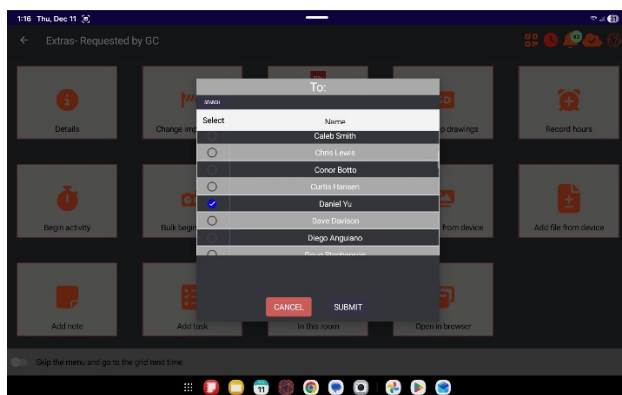 1:16 Thu, Dec 11
Extras- Requested by GC
92
To:
SEARCH
Select
Name
Caleb Smith
Chris Lewis
Conor Botto
Curtis Hansen
Daniel Yu
Dave Davison
Diego Anguiano
CANCEL
SUBMIT
Details
Change
o drawings
Record hours
Begin activity
Bulk begin
from device
Add file from device
Add note
Add task
In this room
Open in browser
Skip the menu and go to the grid next time
11